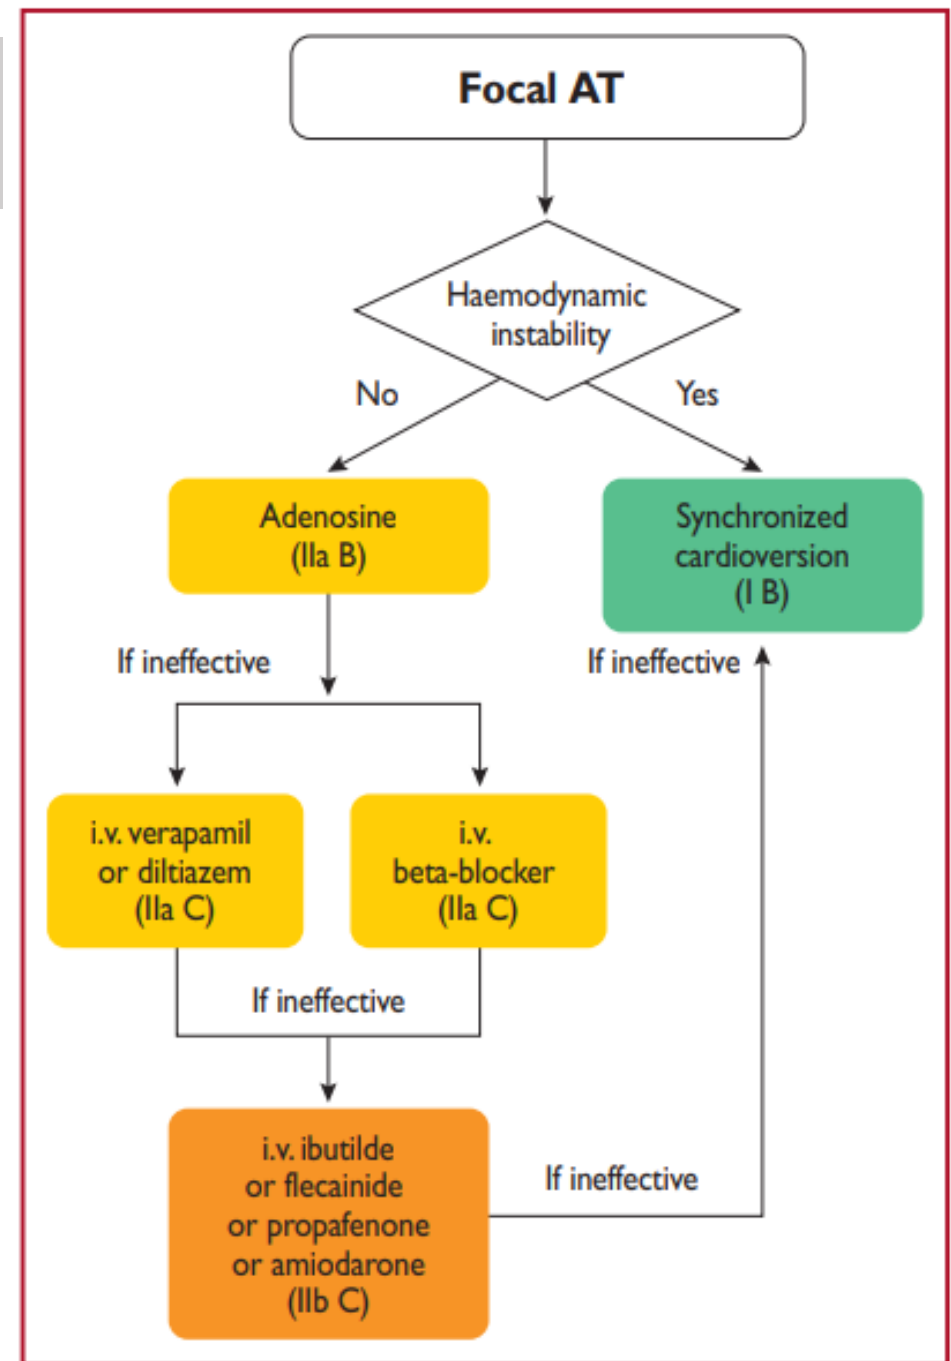 Focal AT
Haemodynamic
instability
No
Yes
Adenosine
(IIa B)
Synchronized
cardioversion
(I B)
If ineffective
If ineffective
i.v. verapamil
or diltiazem
(IIa C)
i.v.
beta-blocker
(IIa C)
If ineffective
i.v. ibutilde
or flecainide
or propafenone
or amiodarone
(IIb C)
If ineffective